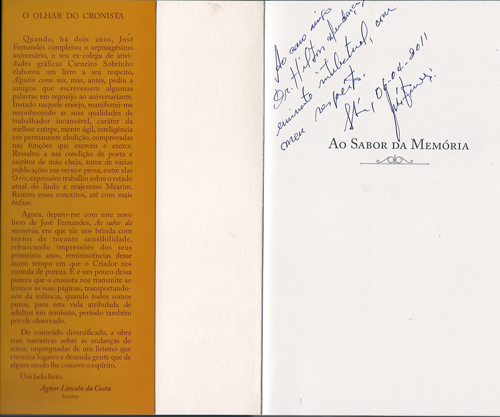 O OLHAR DO CRONISTA
Quando, há dois anos, José
Fernandes completou o septuagésimo
aniversário, o seu ex-colega de ativi-
dades gráficas Carneiro Sobrinho
elaborou um livro a seu respeito,
Alguém como nós, mas, antes, pediu a
amigos que escrevessem algumas
palavras em regozijo ao aniversariante.
Instado naquele ensejo, manifestei-me
reconhecendo as suas qualidades de
trabalhador incansável, caráter da
melhor estirpe, mente ágil, inteligência
em permanente ebulição, comprovadas
nas funções que exerceu e exerce.
Ressaltei a sua condição de poeta e
escritor de mão cheia, autor de várias
publicações em verso e prosa, entre elas
O rio, expressivo trabalho sobre o estado
atual do lindo e majestoso Mearim.
Reitero esses conceitos, até com mais
ênfase.
Agora, deparo-me com este novo
livro de José Fernandes, Ao sabor da
memória, em que ele nos brinda com
textos de tocante sensibilidade,
rebuscando impressões dos seus
primeiros anos, reminiscências desse
áureo tempo em que o Criador nos
cumula de pureza. E é um pouco dessa
pureza que o cronista nos transmite ao
lermos as suas páginas, transportando-
nos da infância, quando todos somos
puros, para esta vida atribulada de
adultos em remissão, período também
por ele observado.
De conteúdo diversificado, a obra
traz narrativas sobre as andanças do
autor, impregnadas de um lirismo que
eterniza lugares e desnuda gente que de
algum modo lhe comove o espírito.
Um belo livro.
Agnor Lincoln da Costa
Escritor
Ao caro amigo
Dr. Hilton
eminente intelectual, com
meu respeito.
2011
AO SABOR DA MEMÓRIA